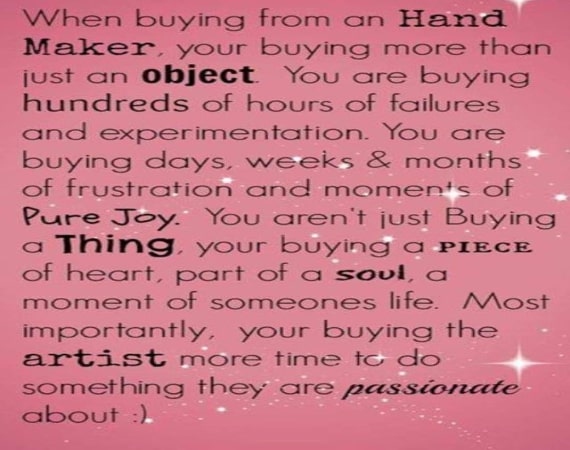 When buying from an Hand
Maker, your buying more than
just an object. You are buying
hundreds of hours of failures
and experimentation. You are
buying days, weeks & months
of frustration and moments of
Pure Joy. You aren't just Buying
a Thing, your buying a PIECE
of heart, part of a soul, a
moment of someones life. Most
importantly, your buying the
artist more time to do
something they are passionate
about :)